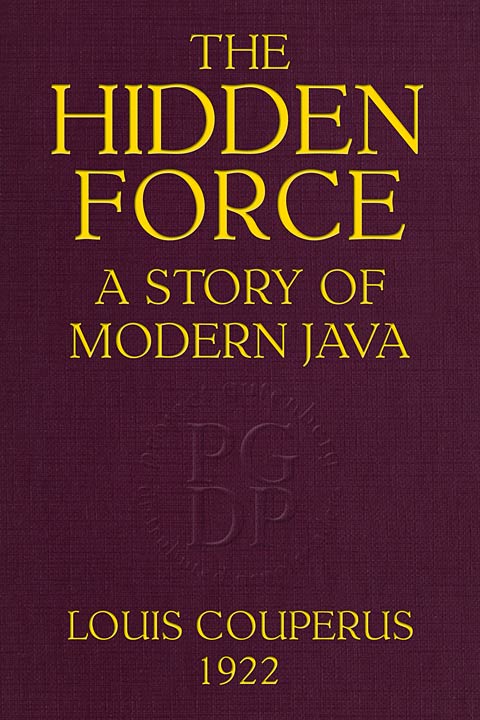 THE
HIDDEN
FORCE
A STORY OF
MODERN JAVA
PG
DP
LOUIS COUPERUS
1922